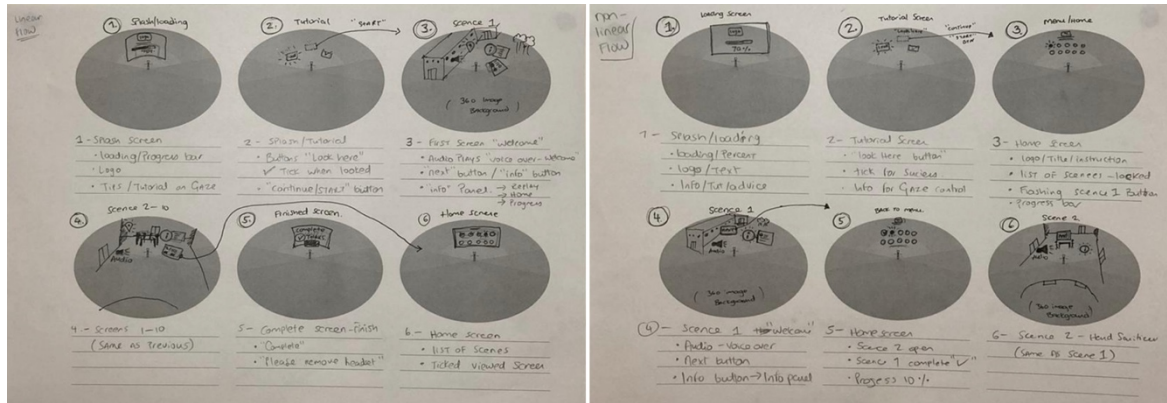 Linear
Flow
1. Splash/loading
2. Tutorial
"START"
3. Scence 1
(360 image
Background)
1 - Splash screen
• loading/Progress bar
• Logo
• Tips / Tutorial on Gaze
2 - Splash/Tutorial
• Buttons "Look here"
✓ Tick when looked
• "Continue/START" button
3 - First screen "Welcome"
• Audio Plays "voice over - welcome"
• next button / "Info" button
• "info" Panel → Replay
→ Home
→ Progress
4. Scence 2-10
Audio
5. Finished screen.
Complete
6 Home scene
4 - Screens 1-10
(SAME AS Previous)
5 - Complete screen - Finish
• "Complete"
• "Please remove headset"
6 - Home screen
• list of Scenes
• Ticked viewed Screen
non-
linear
Flow
1. Loading Screen
70%
2. Tutorial Screen
"Look here"
"continue"
3. Menu/Home
1 - Splash/loading
• loading/Percent
• logo/Text
• Info/Tut/advice
2 - Tutorial Screen
• "look Here button"
• tick for Success
• Info for Gaze control
3 - Home screen
• logo/Title/instruction
• list of scenes - locked
• Flashing scence 1 Button
• Progress bar
4 Scence 1
Audio
(360 image
Background)
5 Back to menu
6 Scene 2
Audio
(360 image
Background)
4 - Scence 1
• Audio - voice over
• Next button
• Info button → Info panel
5 - Home screen
• Scence 2 open
• Scence 1 complete "✓"
• Progress 10%
6 - Scence 2 - Hand Sanitizer
(same as Scene 1)